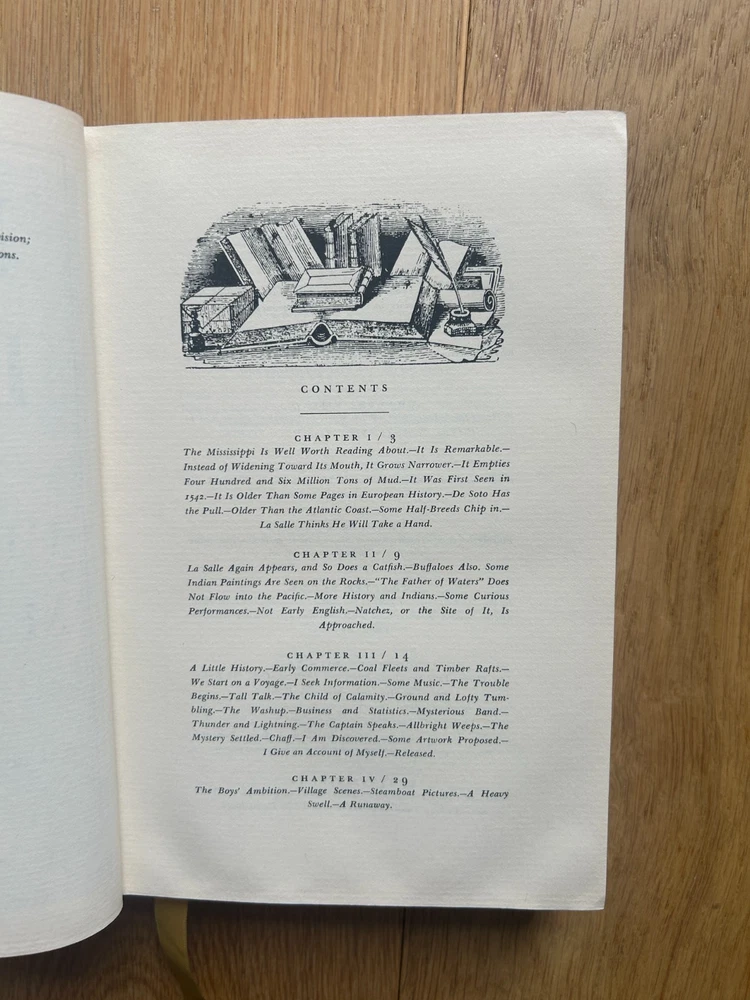 ision;
ons.
CONTENTS
CHAPTER I / 3
The Mississippi Is Well Worth Reading About.—It Is Remarkable.—
Instead of Widening Toward Its Mouth, It Grows Narrower.—It Empties
Four Hundred and Six Million Tons of Mud.—It Was First Seen in
1542.—It Is Older Than Some Pages in European History.—De Soto Has
the Pull.—Older Than the Atlantic Coast.—Some Half-Breeds Chip in.—
La Salle Thinks He Will Take a Hand.
CHAPTER II / 9
La Salle Again Appears, and So Does a Catfish.—Buffaloes Also. Some
Indian Paintings Are Seen on the Rocks.—"The Father of Waters" Does
Not Flow into the Pacific.—More History and Indians.—Some Curious
Performances.—Not Early English.—Natchez, or the Site of It, Is
Approached.
CHAPTER III / 14
A Little History.—Early Commerce.—Coal Fleets and Timber Rafts.—
We Start on a Voyage.—I Seek Information.—Some Music.—The Trouble
Begins.—Tall Talk.—The Child of Calamity.—Ground and Lofty Tum-
bling.—The Washup.—Business and Statistics.—Mysterious Band.—
Thunder and Lightning.—The Captain Speaks.—Allbright Weeps.—The
Mystery Settled.—Chaff.—I Am Discovered.—Some Artwork Proposed.—
I Give an Account of Myself.—Released.
CHAPTER IV / 29
The Boys' Ambition.—Village Scenes.—Steamboat Pictures.—A Heavy
Swell.—A Runaway.